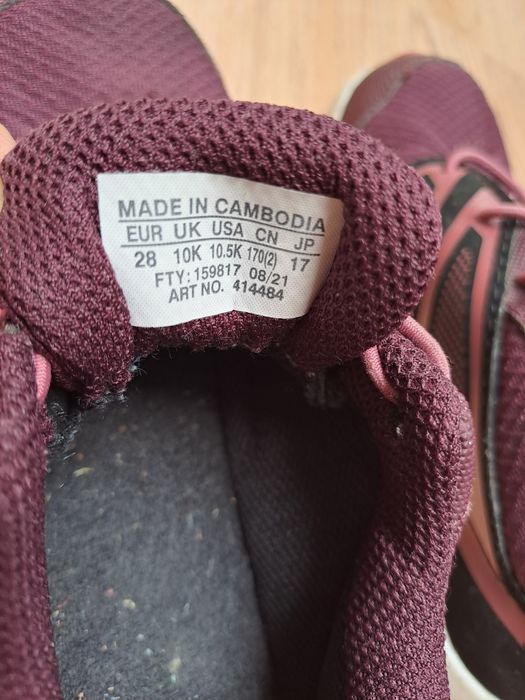 MADE IN CAMBODIA
EUR UK USA CN JP
28 10K 10.5K 170(2) 17
FTY: 159817 08/21
ART NO. 414484